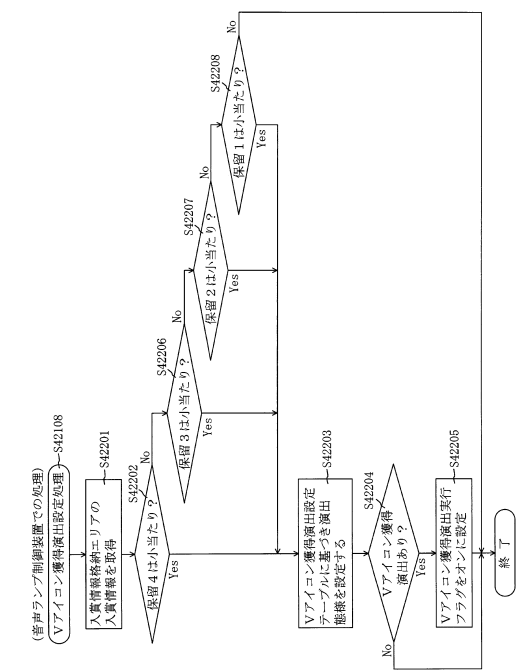 (音声ランプ制御装置での処理)
Vアイコン獲得演出設定処理
S42108
入賞情報格納エリアの
入賞情報を取得
S42201
保留4は小当たり?
S42202
No
Yes
保留3は小当たり?
S42206
No
Yes
保留2は小当たり?
S42207
No
Yes
保留1は小当たり?
S42208
No
Yes
Vアイコン獲得演出設定
テーブルに基づき演出
態様を設定する
S42203
Vアイコン獲得
演出あり?
S42204
No
Yes
Vアイコン獲得演出実行
フラグをオンに設定
S42205
終了